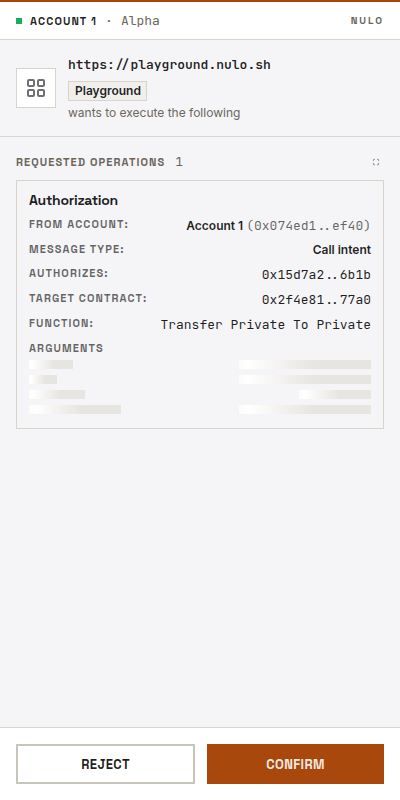 ACCOUNT 1 · Alpha
NULO
https://playground.nulo.sh
Playground
wants to execute the following
REQUESTED OPERATIONS 1
Authorization
FROM ACCOUNT: Account 1 (0x074ed1..ef40)
MESSAGE TYPE: Call intent
AUTHORIZES: 0x15d7a2..6b1b
TARGET CONTRACT: 0x2f4e81..77a0
FUNCTION: Transfer Private To Private
ARGUMENTS
REJECT
CONFIRM